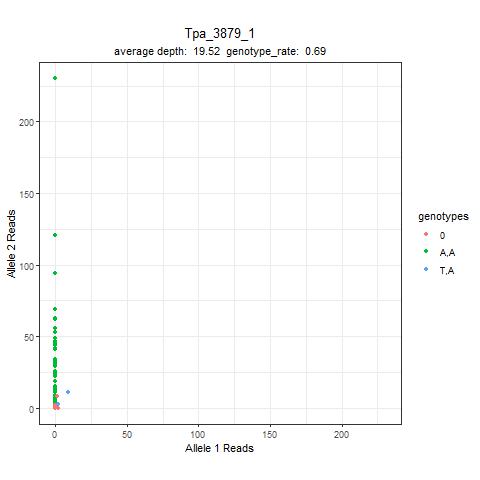 Tpa_3879_1
average depth: 19.52 genotype_rate: 0.69
Allele 2 Reads
200
150
100
50
0
0 50 100 150 200
Allele 1 Reads
genotypes
0
A,A
T,A